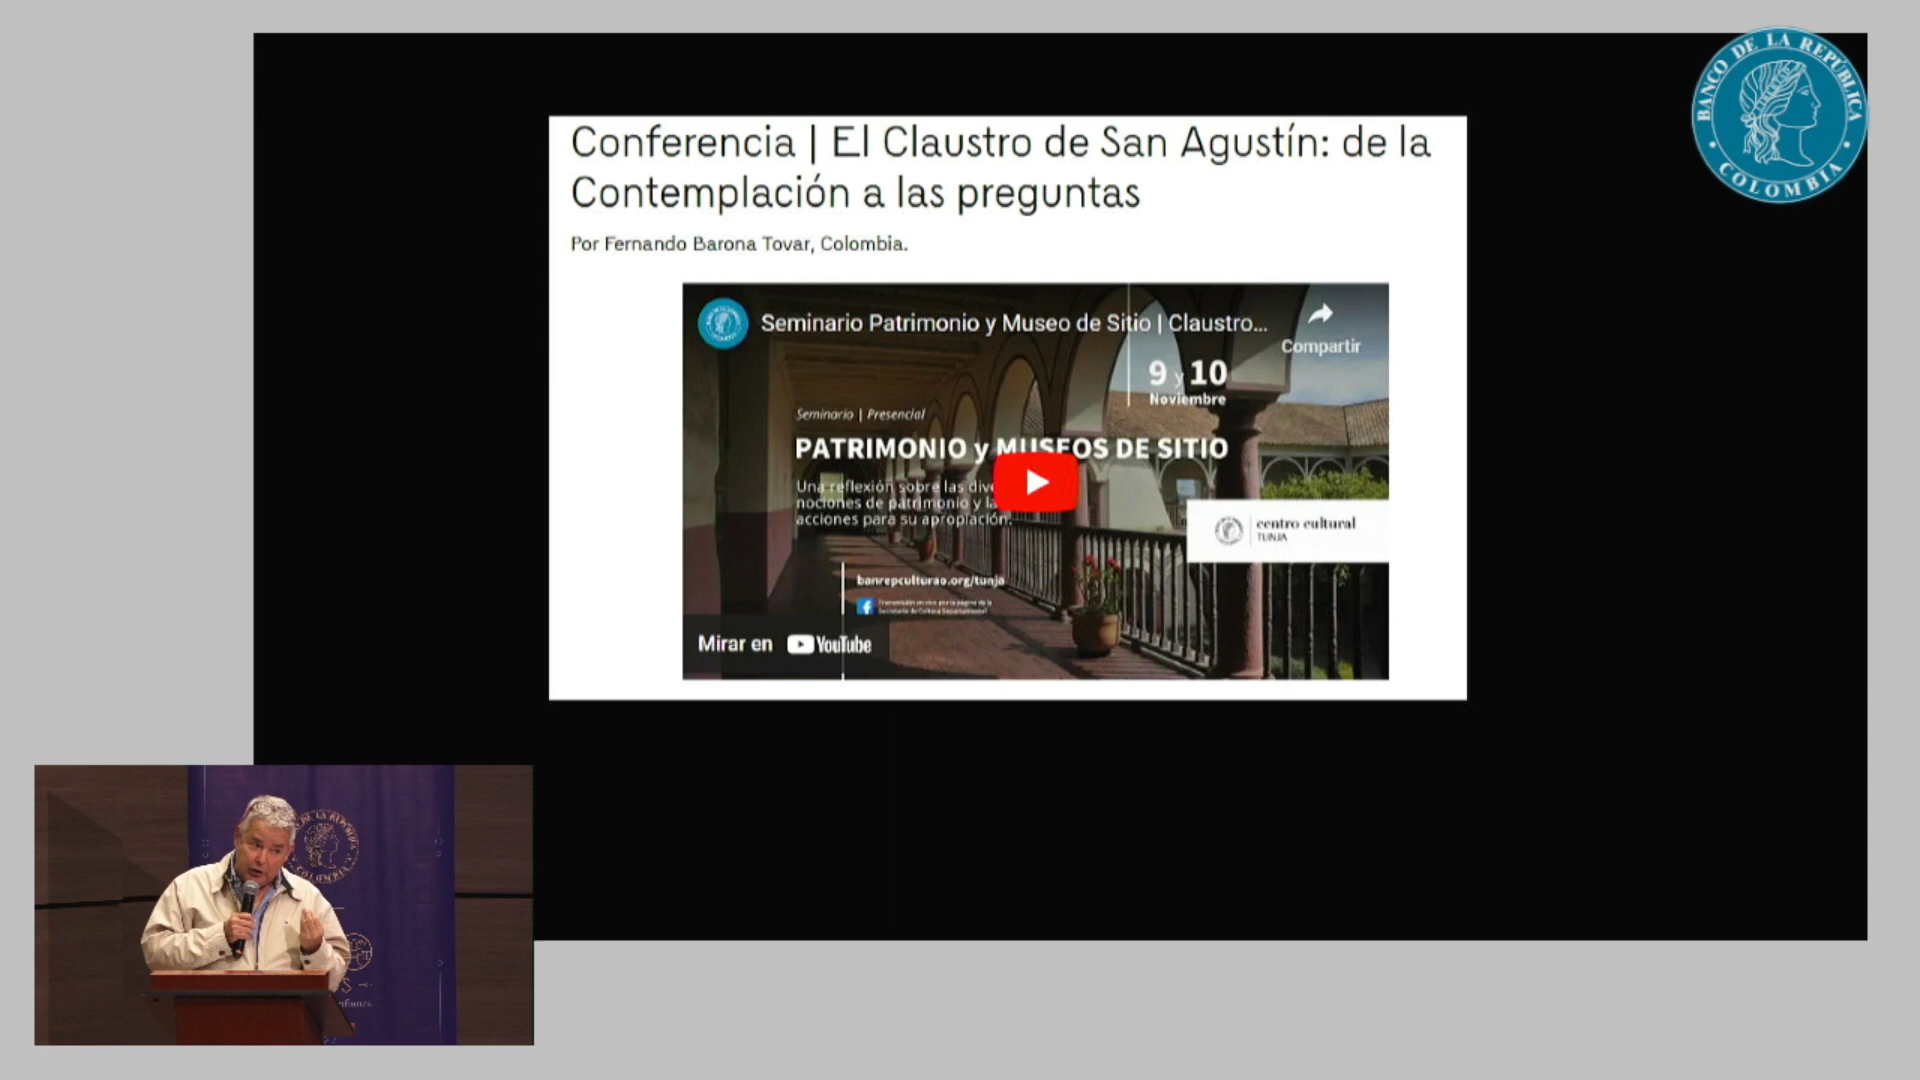 Conferencia | El Claustro de San Agustín: de la
Contemplación a las preguntas
Por Fernando Barona Tovar, Colombia.
Seminario Patrimonio y Museo de Sitio | Claustro...
Compartir
9 y 10
Noviembre
Seminario | Presencial
PATRIMONIO y MUSEOS DE SITIO
Una reflexión sobre las
nociones de patrimonio y
acciones para su apropiación.
centro cultural
TUNJA
banrepcultural.org/tunja
Mirar en YouTube
BANCO DE LA REPÚBLICA
COLOMBIA
DE LA REPÚBLICA
COLOMBIA